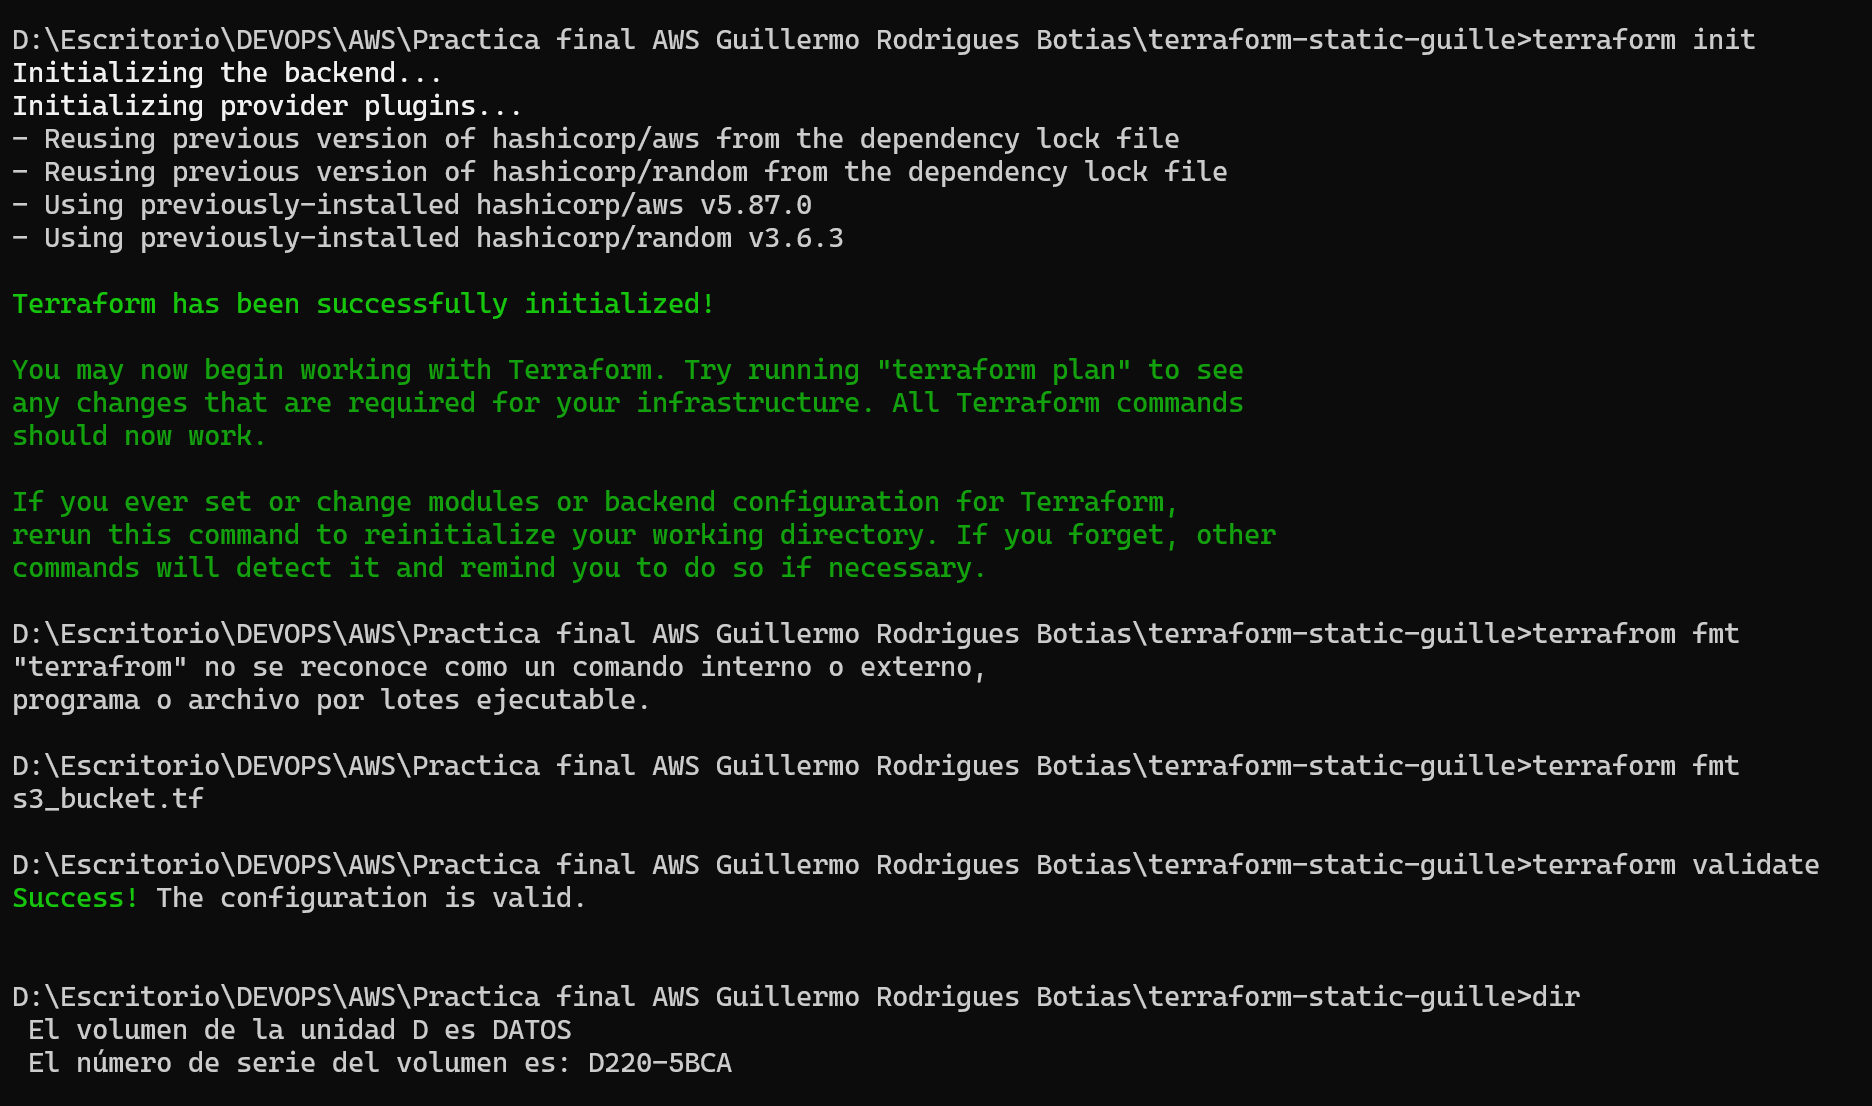 D:\Escritorio\DEVOPS\AWS\Practica final AWS Guillermo Rodrigues Botias\terraform-static-guille>terraform init
Initializing the backend...
Initializing provider plugins...
- Reusing previous version of hashicorp/aws from the dependency lock file
- Reusing previous version of hashicorp/random from the dependency lock file
- Using previously-installed hashicorp/aws v5.87.0
- Using previously-installed hashicorp/random v3.6.3
Terraform has been successfully initialized!
You may now begin working with Terraform. Try running "terraform plan" to see
any changes that are required for your infrastructure. All Terraform commands
should now work.
If you ever set or change modules or backend configuration for Terraform,
rerun this command to reinitialize your working directory. If you forget, other
commands will detect it and remind you to do so if necessary.
D:\Escritorio\DEVOPS\AWS\Practica final AWS Guillermo Rodrigues Botias\terraform-static-guille>terrafrom fmt
"terrafrom" no se reconoce como un comando interno o externo,
programa o archivo por lotes ejecutable.
D:\Escritorio\DEVOPS\AWS\Practica final AWS Guillermo Rodrigues Botias\terraform-static-guille>terraform fmt
s3_bucket.tf
D:\Escritorio\DEVOPS\AWS\Practica final AWS Guillermo Rodrigues Botias\terraform-static-guille>terraform validate
Success! The configuration is valid.
D:\Escritorio\DEVOPS\AWS\Practica final AWS Guillermo Rodrigues Botias\terraform-static-guille>dir
El volumen de la unidad D es DATOS
El número de serie del volumen es: D220-5BCA